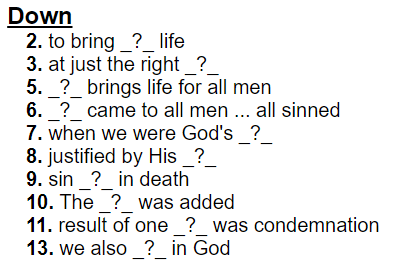 Down
2. to bring _?_ life
3. at just the right _?_
5. _?_ brings life for all men
6. _?_ came to all men ... all sinned
7. when we were God's _?_
8. justified by His _?_
9. sin _?_ in death
10. The _?_ was added
11. result of one _?_ was condemnation
13. we also _?_ in God